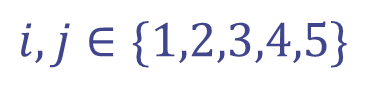 i, j ∈ {1,2,3,4,5}